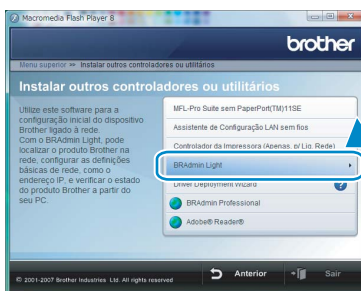 Macromedia Flash Player 8
brother
Menu superior >> Instalar outros controladores ou utilitários
Instalar outros controladores ou utilitários
Utilize este software para a
configuração inicial do dispositivo
Brother ligado à rede.
Com o BRAdmin Light, pode
localizar o produto Brother na
rede, configurar as definições
básicas de rede, como o
endereço IP, e verificar o estado
do produto Brother a partir do
seu PC.
MFL-Pro Suite sem PaperPort(TM)11SE
Assistente de Configuração LAN sem fios
Controlador da Impressora (Apenas, p/ Lig. Rede)
BRAdmin Light
Driver Deployment Wizard
?
BRAdmin Professional
Adobe® Reader®
© 2001-2007 Brother Industries Ltd. All rights reserved
Anterior
Sair